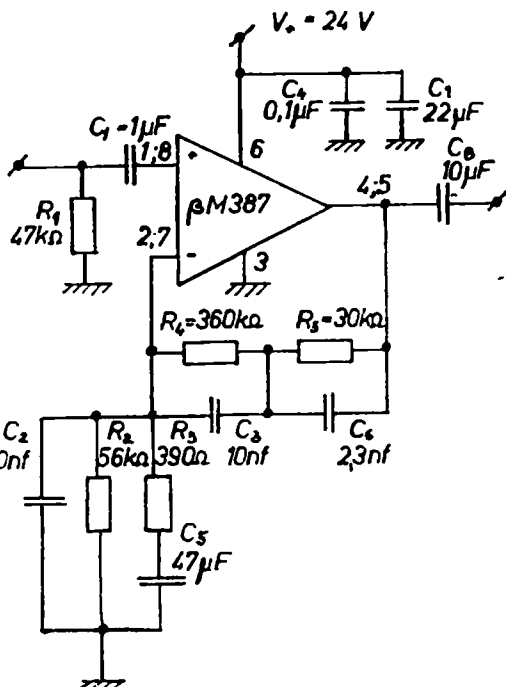 V₊ = 24 V
C₄
0,1µF
C₁
22µF
C₁ = 1µF
1;8
+
6
C₈
10µF
βM387
4;5
R₁
47kΩ
2;7
-
3
R₄=360kΩ
R₅=30kΩ
C₂
0nf
R₂
56kΩ
R₃
390Ω
C₃
10nf
C₆
2,3nf
C₅
47µF